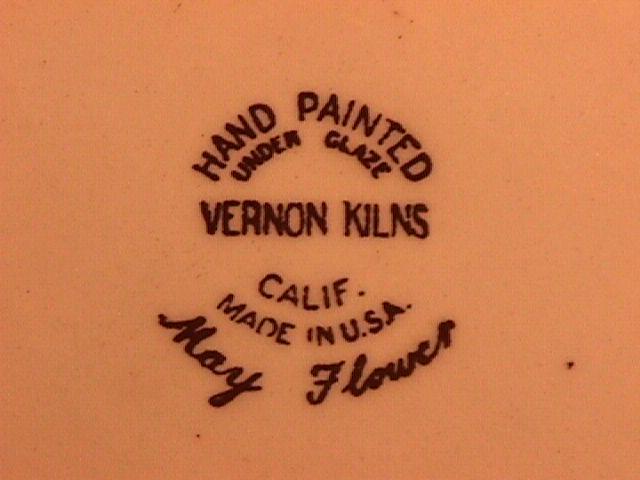 HAND PAINTED
UNDER GLAZE
VERNON KILNS
CALIF.
MADE IN U.S.A.
May Flower